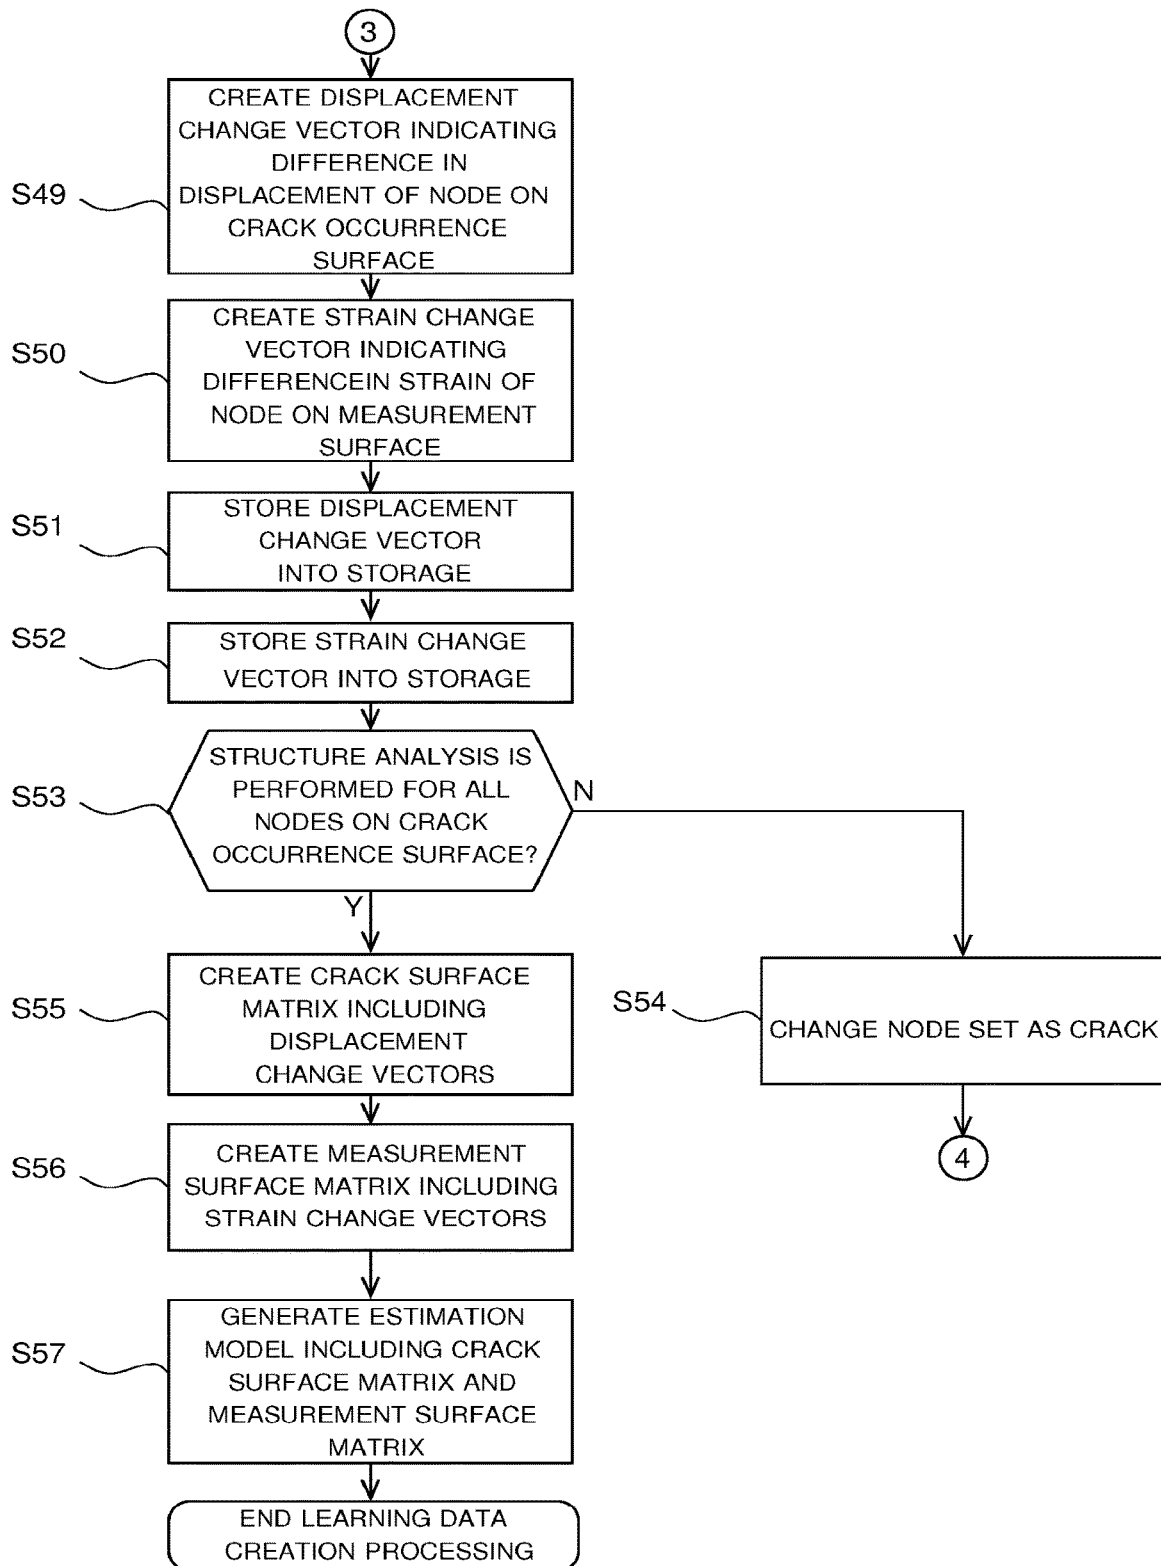 3
CREATE DISPLACEMENT
CHANGE VECTOR INDICATING
DIFFERENCE IN
DISPLACEMENT OF NODE ON
CRACK OCCURRENCE
SURFACE
S49
CREATE STRAIN CHANGE
VECTOR INDICATING
DIFFERENCEIN STRAIN OF
NODE ON MEASUREMENT
SURFACE
S50
STORE DISPLACEMENT
CHANGE VECTOR
INTO STORAGE
S51
STORE STRAIN CHANGE
VECTOR INTO STORAGE
S52
STRUCTURE ANALYSIS IS
PERFORMED FOR ALL
NODES ON CRACK
OCCURRENCE SURFACE?
S53
N
Y
CREATE CRACK SURFACE
MATRIX INCLUDING
DISPLACEMENT
CHANGE VECTORS
S55
S54
CHANGE NODE SET AS CRACK
4
CREATE MEASUREMENT
SURFACE MATRIX INCLUDING
STRAIN CHANGE VECTORS
S56
GENERATE ESTIMATION
MODEL INCLUDING CRACK
SURFACE MATRIX AND
MEASUREMENT SURFACE
MATRIX
S57
END LEARNING DATA
CREATION PROCESSING